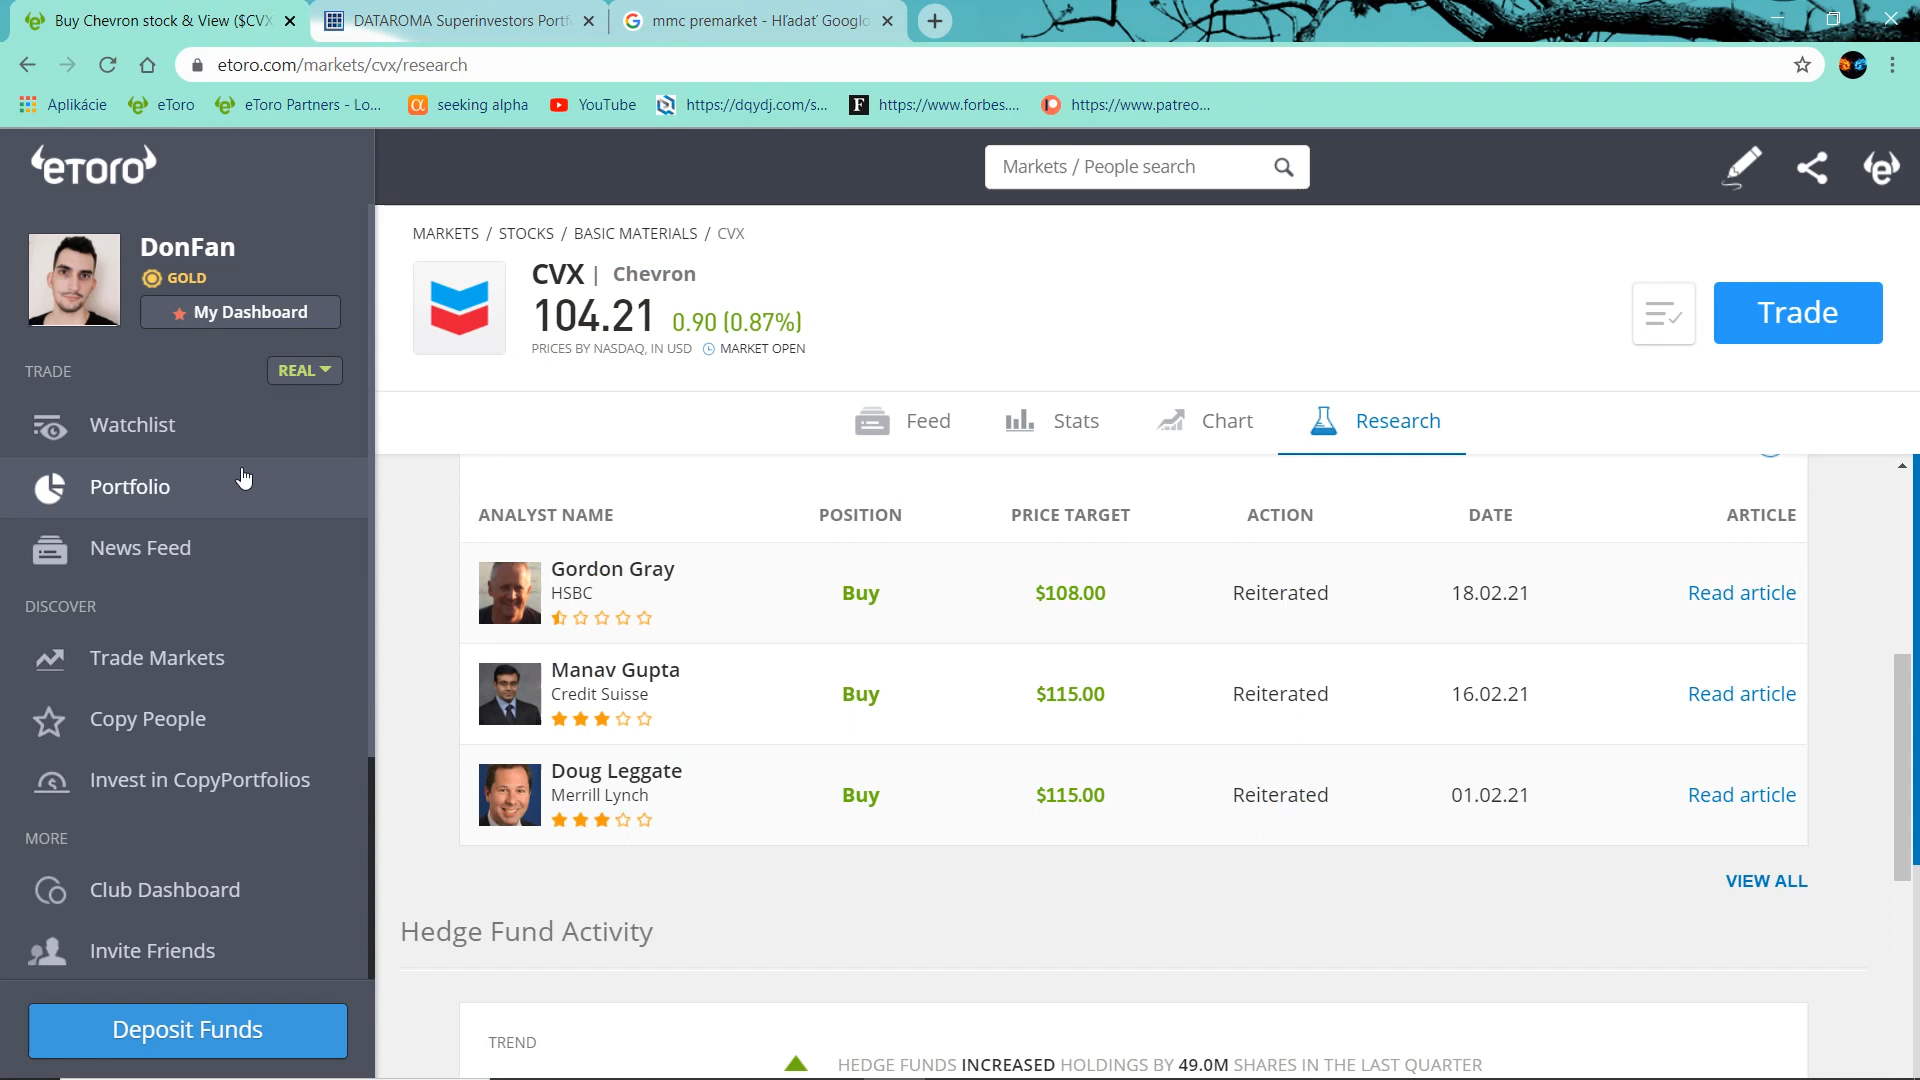 Buy Chevron stock & View ($CVX
DATAROMA Superinvestors Portf
mmc premarket - Hľadať Google
etoro.com/markets/cvx/research
Aplikácie
eToro
eToro Partners - Lo...
seeking alpha
YouTube
https://dqydj.com/s...
https://www.forbes....
https://www.patreo...
eToro
Markets / People search
DonFan
GOLD
My Dashboard
TRADE
REAL
Watchlist
Portfolio
News Feed
DISCOVER
Trade Markets
Copy People
Invest in CopyPortfolios
MORE
Club Dashboard
Invite Friends
Deposit Funds
MARKETS / STOCKS / BASIC MATERIALS / CVX
CVX | Chevron
104.21 0.90 (0.87%)
PRICES BY NASDAQ, IN USD MARKET OPEN
Trade
Feed Stats Chart Research
ANALYST NAME POSITION PRICE TARGET ACTION DATE ARTICLE
Gordon Gray
HSBC
Buy $108.00 Reiterated 18.02.21 Read article
Manav Gupta
Credit Suisse
Buy $115.00 Reiterated 16.02.21 Read article
Doug Leggate
Merrill Lynch
Buy $115.00 Reiterated 01.02.21 Read article
VIEW ALL
Hedge Fund Activity
TREND
HEDGE FUNDS INCREASED HOLDINGS BY 49.0M SHARES IN THE LAST QUARTER